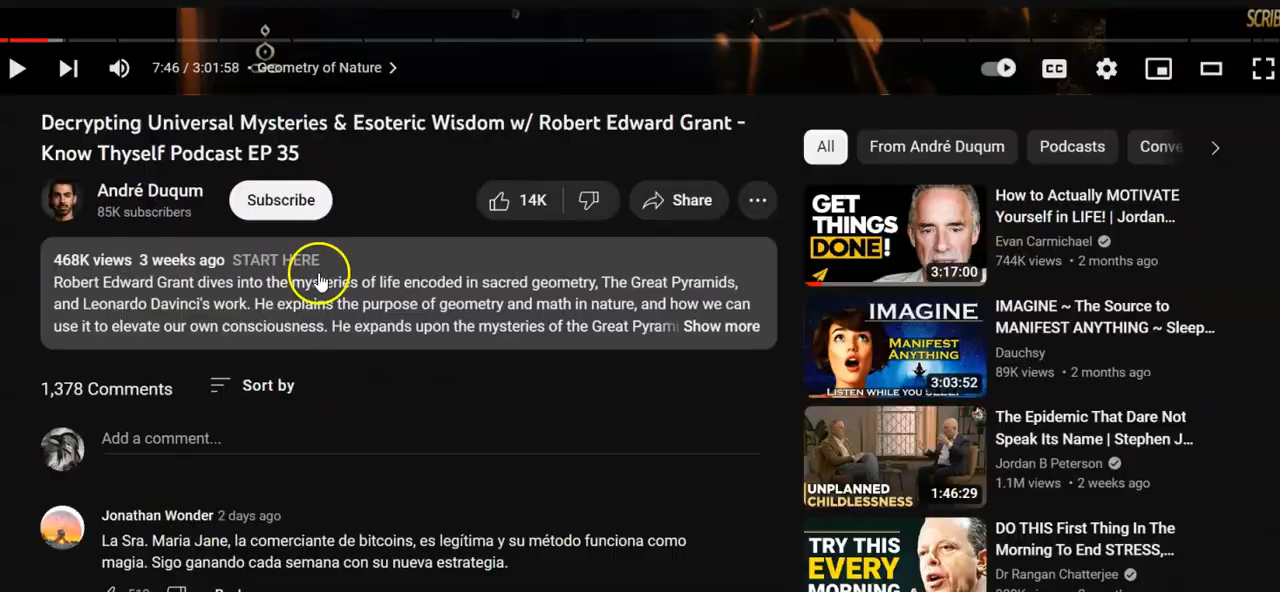 SCRIB
7:46 / 3:01:58 • Geometry of Nature
CC
Decrypting Universal Mysteries & Esoteric Wisdom w/ Robert Edward Grant -
Know Thyself Podcast EP 35
André Duqum
85K subscribers
Subscribe
14K
Share
468K views 3 weeks ago START HERE
Robert Edward Grant dives into the mysteries of life encoded in sacred geometry, The Great Pyramids,
and Leonardo Davinci's work. He explains the purpose of geometry and math in nature, and how we can
use it to elevate our own consciousness. He expands upon the mysteries of the Great Pyrami Show more
1,378 Comments
Sort by
Add a comment...
Jonathan Wonder 2 days ago
La Sra. Maria Jane, la comerciante de bitcoins, es legítima y su método funciona como
magia. Sigo ganando cada semana con su nueva estrategia.
All
From André Duqum
Podcasts
Conve
GET
THINGS
DONE!
3:17:00
How to Actually MOTIVATE
Yourself in LIFE! | Jordan...
Evan Carmichael
744K views • 2 months ago
IMAGINE
MANIFEST
ANYTHING
LISTEN WHILE YOU SLEEP
3:03:52
IMAGINE ~ The Source to
MANIFEST ANYTHING ~ Sleep...
Dauchsy
89K views • 2 months ago
UNPLANNED
CHILDLESSNESS
1:46:29
The Epidemic That Dare Not
Speak Its Name | Stephen J...
Jordan B Peterson
1.1M views • 2 weeks ago
TRY THIS
EVERY
MORNING
DO THIS First Thing In The
Morning To End STRESS,...
Dr Rangan Chatterjee